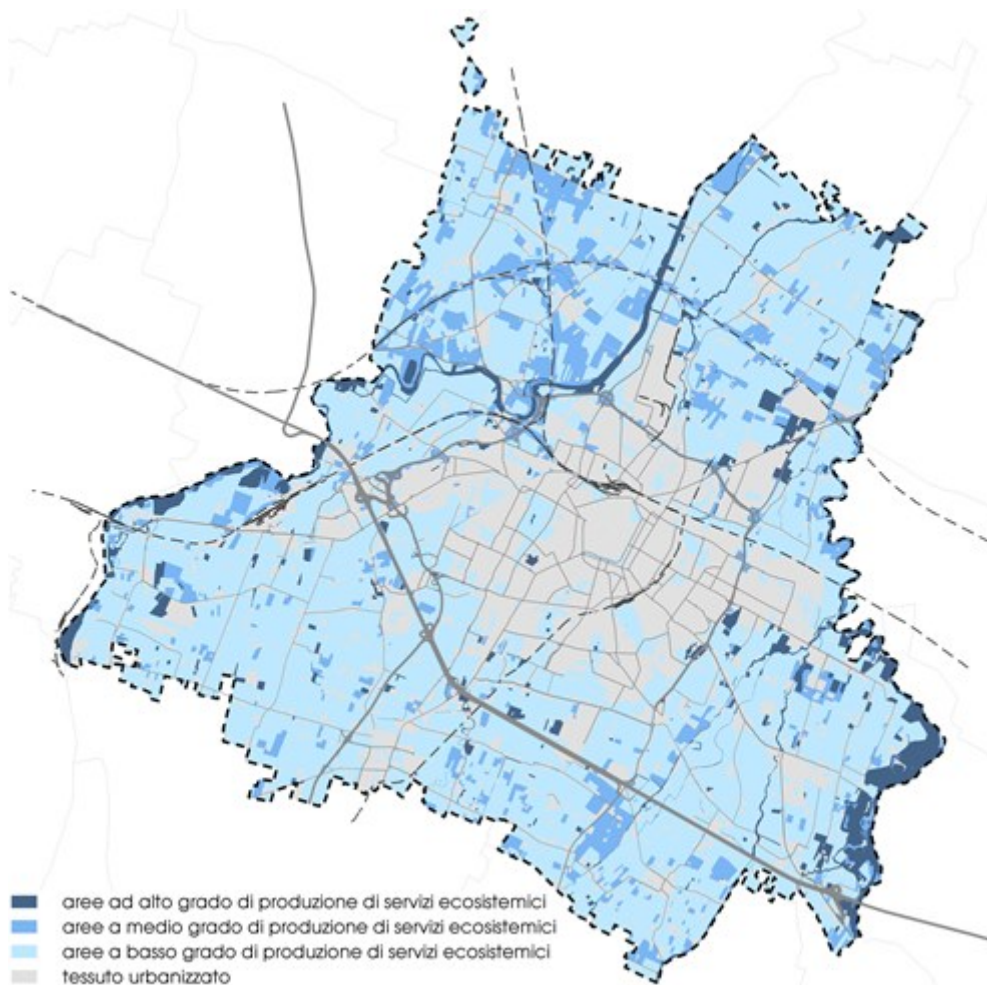 aree ad alto grado di produzione di servizi ecosistemici
aree a medio grado di produzione di servizi ecosistemici
aree a basso grado di produzione di servizi ecosistemici
tessuto urbanizzato